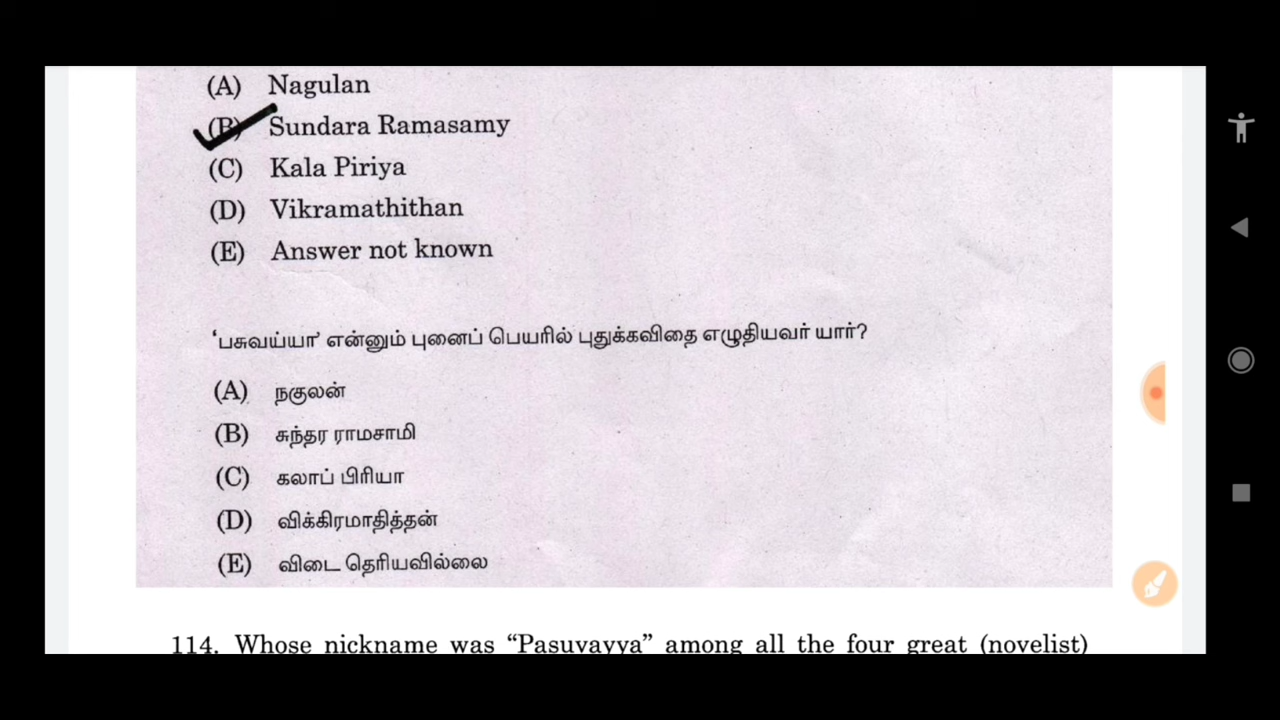 (A) Nagulan
(B) Sundara Ramasamy
(C) Kala Piriya
(D) Vikramathithan
(E) Answer not known
‘பசுவய்யா’ என்னும் புனைப் பெயரில் புதுக்கவிதை எழுதியவர் யார்?
(A) நகுலன்
(B) சுந்தர ராமசாமி
(C) கலாப் பிரியா
(D) விக்கிரமாதித்தன்
(E) விடை தெரியவில்லை
114. Whose nickname was “Pasuvayya” among all the four great (novelist)